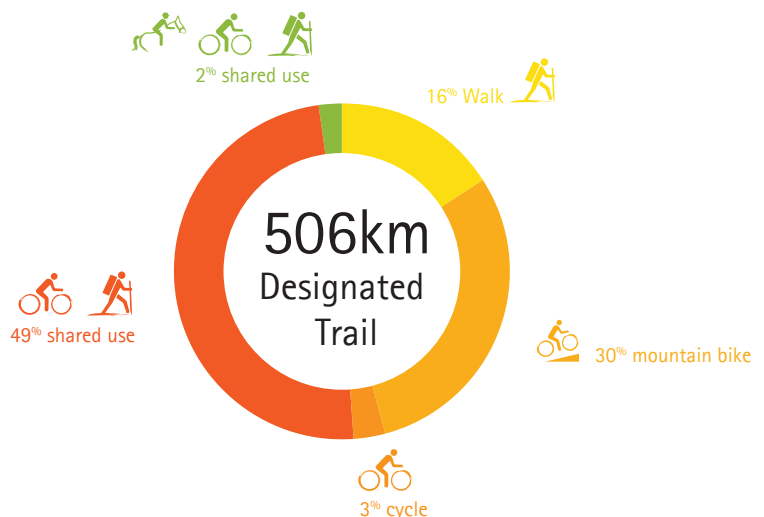 2% shared use
16% Walk
506km
Designated
Trail
49% shared use
30% mountain bike
3% cycle